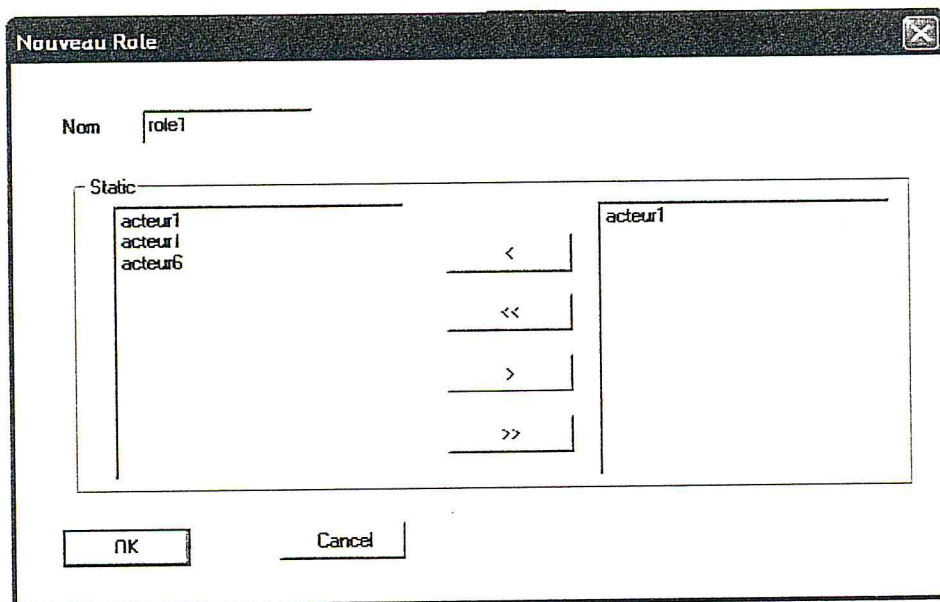 Nouveau Role
Nom role1
Static
acteur1
acteur1
acteur6
acteur1
<
<<
>
>>
OK
Cancel